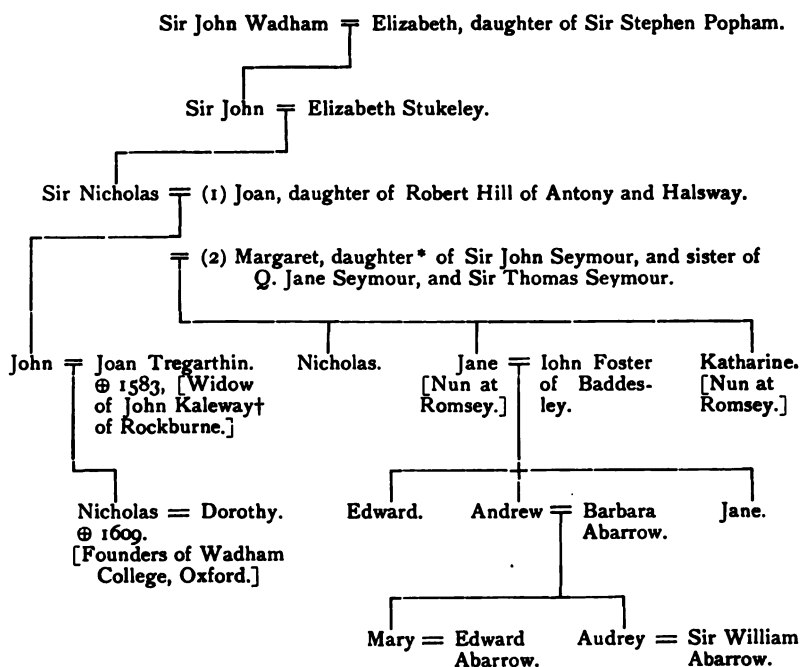 Sir John Wadham = Elizabeth, daughter of Sir Stephen Popham.
Sir John = Elizabeth Stukeley.
Sir Nicholas = (1) Joan, daughter of Robert Hill of Antony and Halsway.
= (2) Margaret, daughter* of Sir John Seymour, and sister of
Q. Jane Seymour, and Sir Thomas Seymour.
John = Joan Tregarthin.
⊕ 1583, [Widow
of John Kaleway†
of Rockburne.]
Nicholas.
Jane = Iohn Foster
[Nun at of Baddes-
Romsey.] ley.
Katharine.
[Nun at
Romsey.]
Nicholas = Dorothy.
⊕ 1609.
[Founders of Wadham
College, Oxford.]
Edward.
Andrew = Barbara
Abarrow.
Jane.
Mary = Edward
Abarrow.
Audrey = Sir William
Abarrow.